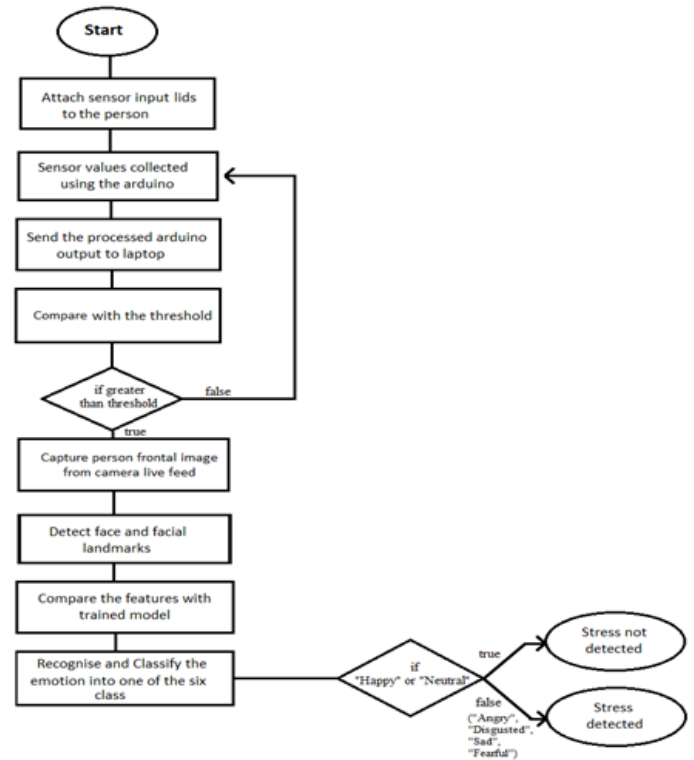 Start
Attach sensor input lids
to the person
Sensor values collected
using the arduino
Send the processed arduino
output to laptop
Compare with the threshold
if greater
than threshold
false
true
Capture person frontal image
from camera live feed
Detect face and facial
landmarks
Compare the features with
trained model
Recognise and Classify the
emotion into one of the six
class
if
"Happy" or "Neutral"
true
Stress not
detected
false
("Angry",
"Disgusted",
"Sad",
"Fearful")
Stress
detected